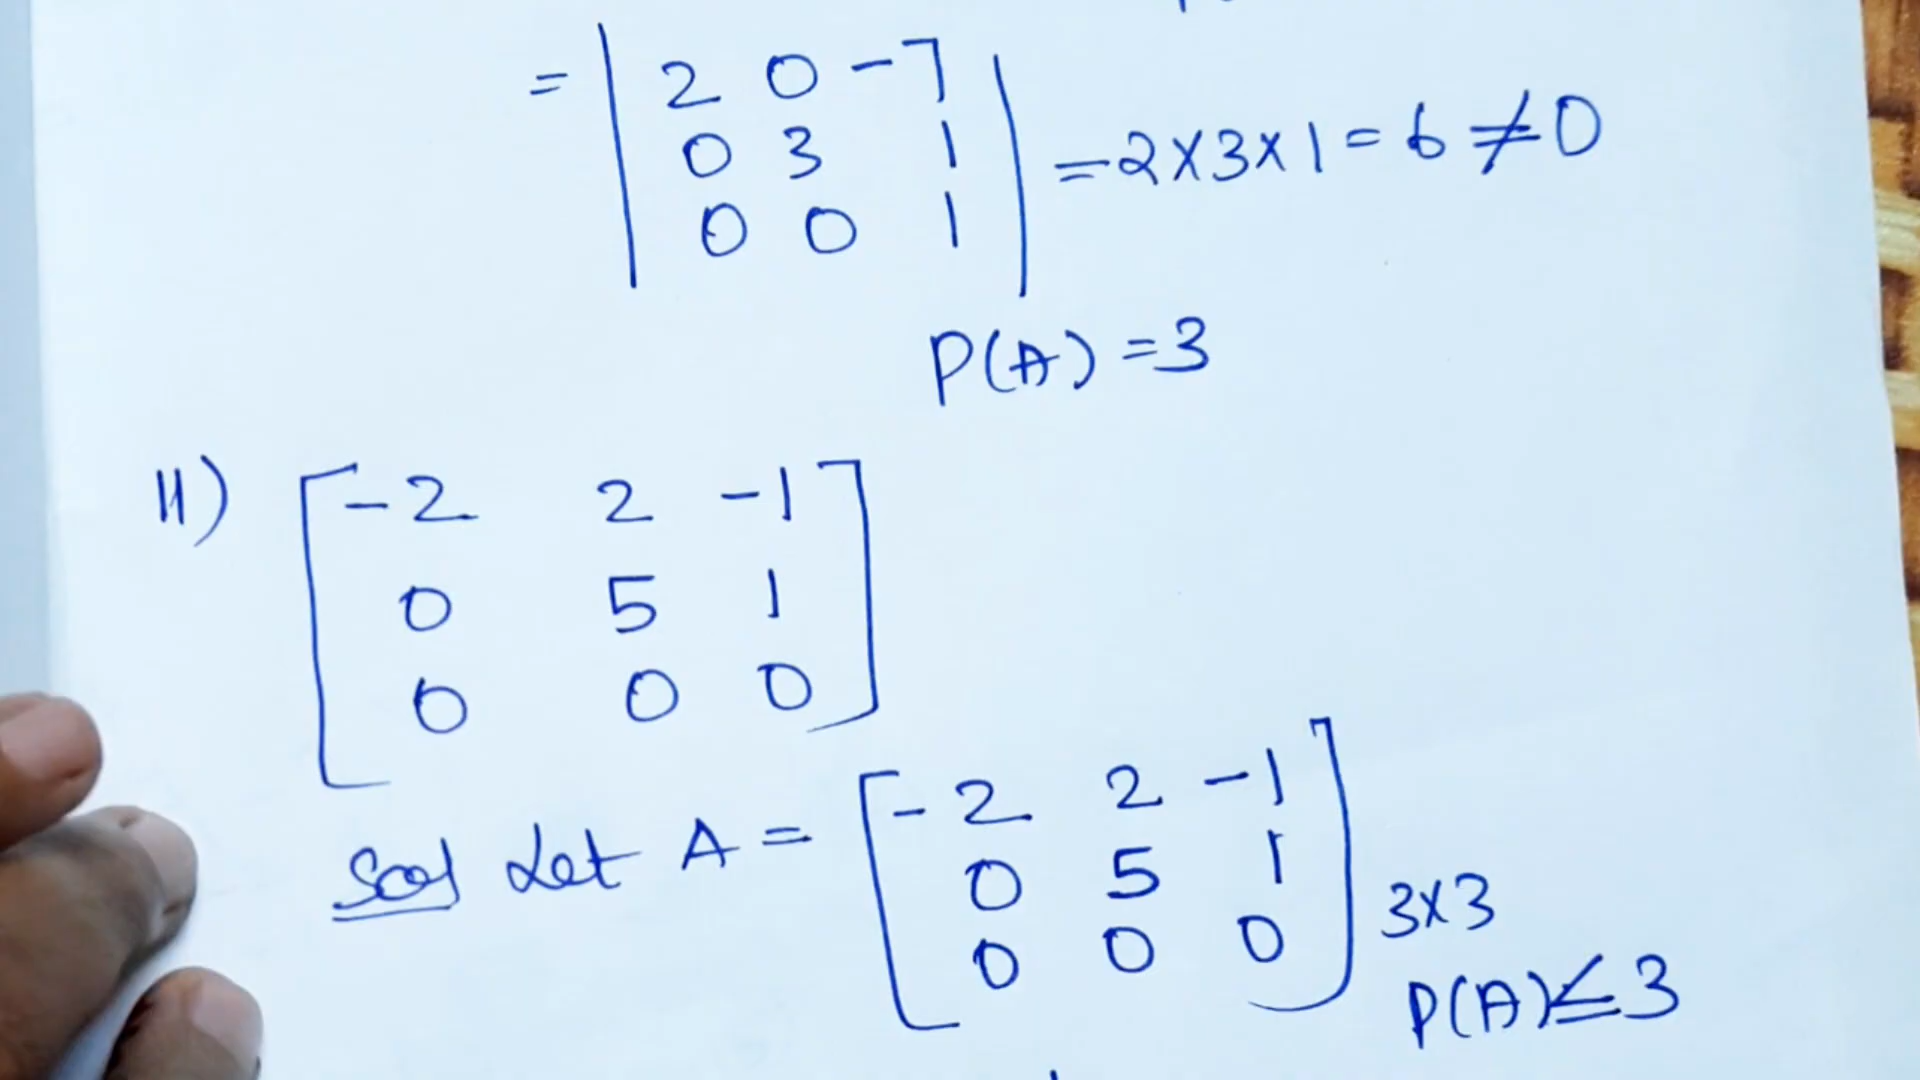 = | 2 0 -7 |
| 0 3 1 | = 2×3×1 = 6 ≠ 0
| 0 0 1 |
P(A) = 3
11) [ -2 2 -1 ]
[ 0 5 1 ]
[ 0 0 0 ]
Sol Let A = [ -2 2 -1 ]
[ 0 5 1 ] 3×3
[ 0 0 0 ]
P(A) ≤ 3